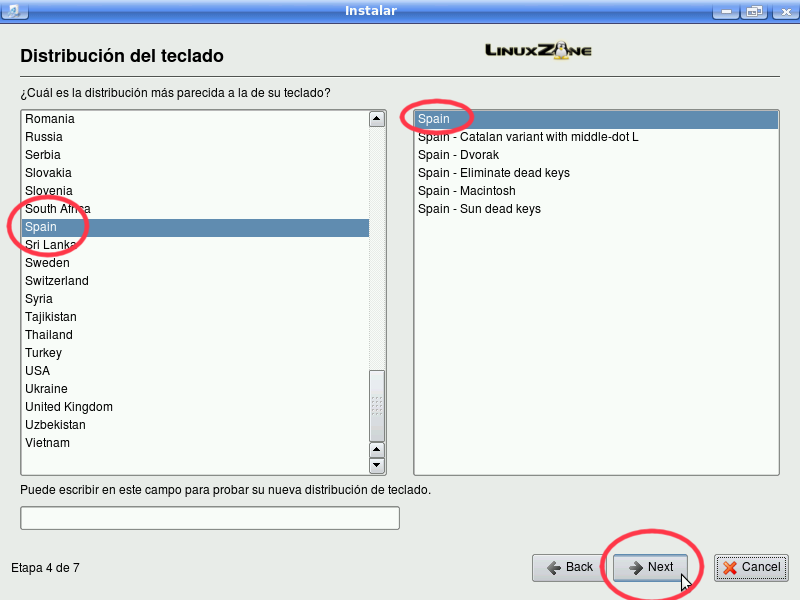 Instalar
Distribución del teclado
LINUXZONE
¿Cuál es la distribución más parecida a la de su teclado?
Romania
Russia
Serbia
Slovakia
Slovenia
South Africa
Spain
Sri Lanka
Sweden
Switzerland
Syria
Tajikistan
Thailand
Turkey
USA
Ukraine
United Kingdom
Uzbekistan
Vietnam
Spain
Spain - Catalan variant with middle-dot L
Spain - Dvorak
Spain - Eliminate dead keys
Spain - Macintosh
Spain - Sun dead keys
Puede escribir en este campo para probar su nueva distribución de teclado.
Etapa 4 de 7
Back
Next
Cancel